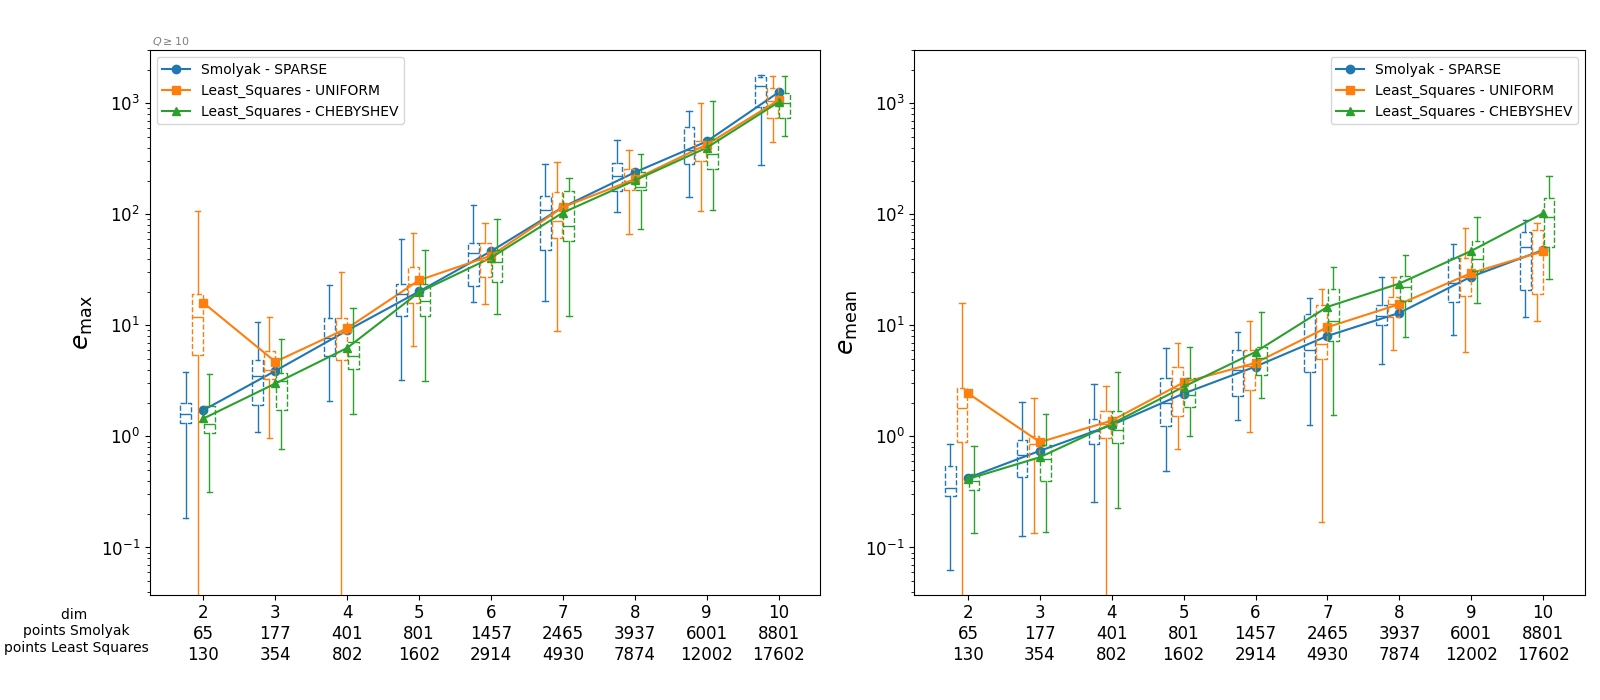 Q ≥ 10
Smolyak - SPARSE
Least_Squares - UNIFORM
Least_Squares - CHEBYSHEV
10³
10²
10¹
10⁰
10⁻¹
e_max
dim 2 3 4 5 6 7 8 9 10
points Smolyak 65 177 401 801 1457 2465 3937 6001 8801
points Least Squares 130 354 802 1602 2914 4930 7874 12002 17602
Smolyak - SPARSE
Least_Squares - UNIFORM
Least_Squares - CHEBYSHEV
10³
10²
10¹
10⁰
10⁻¹
e_mean
2 3 4 5 6 7 8 9 10
65 177 401 801 1457 2465 3937 6001 8801
130 354 802 1602 2914 4930 7874 12002 17602